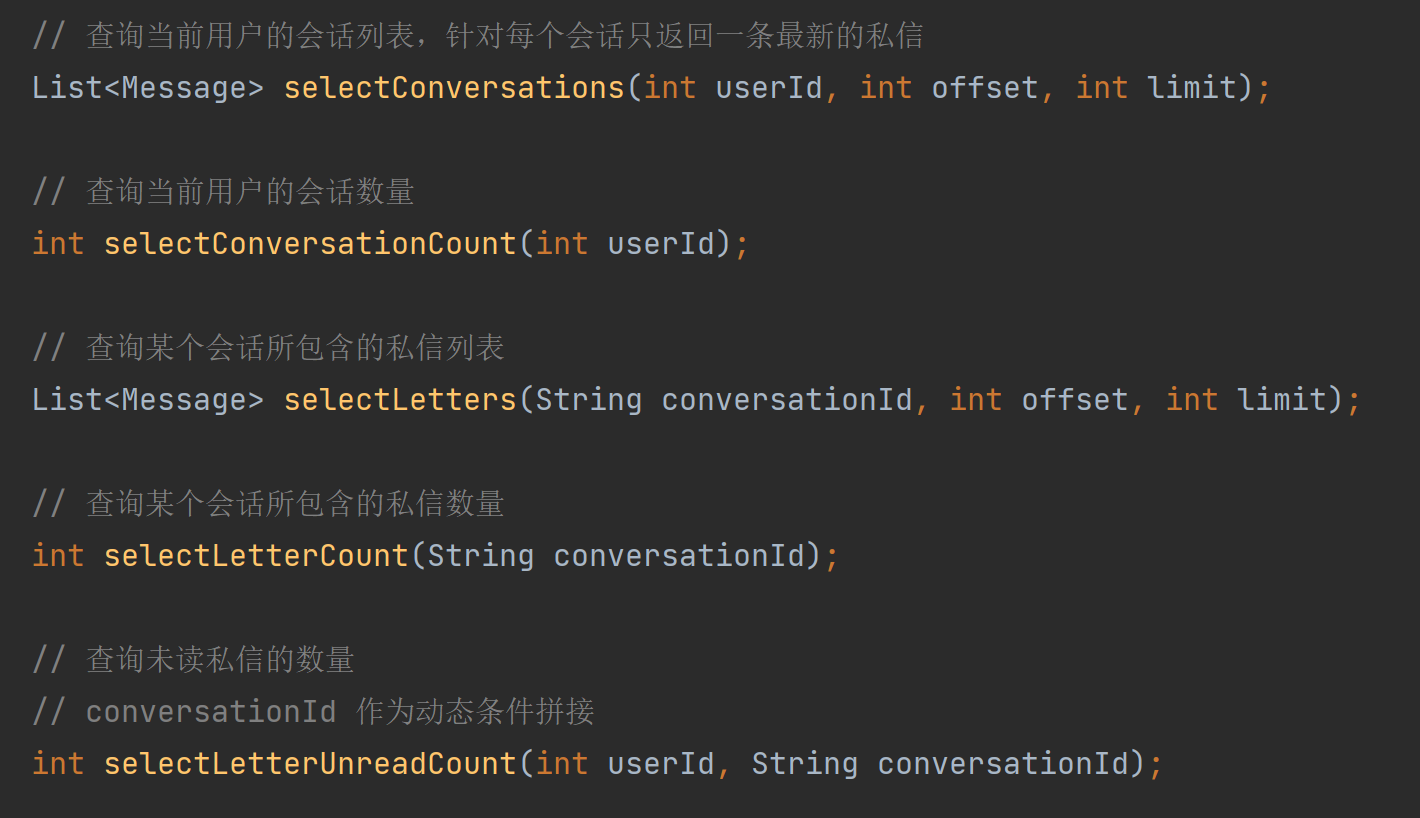 // 查询当前用户的会话列表，针对每个会话只返回一条最新的私信
List<Message> selectConversations(int userId, int offset, int limit);
// 查询当前用户的会话数量
int selectConversationCount(int userId);
// 查询某个会话所包含的私信列表
List<Message> selectLetters(String conversationId, int offset, int limit);
// 查询某个会话所包含的私信数量
int selectLetterCount(String conversationId);
// 查询未读私信的数量
// conversationId 作为动态条件拼接
int selectLetterUnreadCount(int userId, String conversationId);